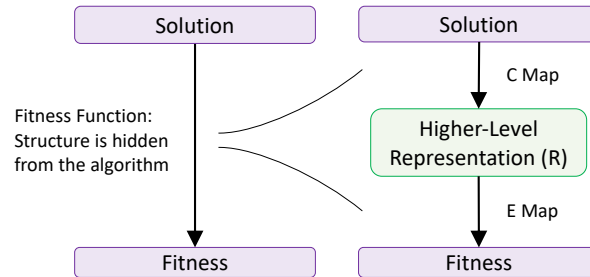 Solution
Fitness Function:
Structure is hidden
from the algorithm
Fitness
Solution
C Map
Higher-Level
Representation (R)
E Map
Fitness